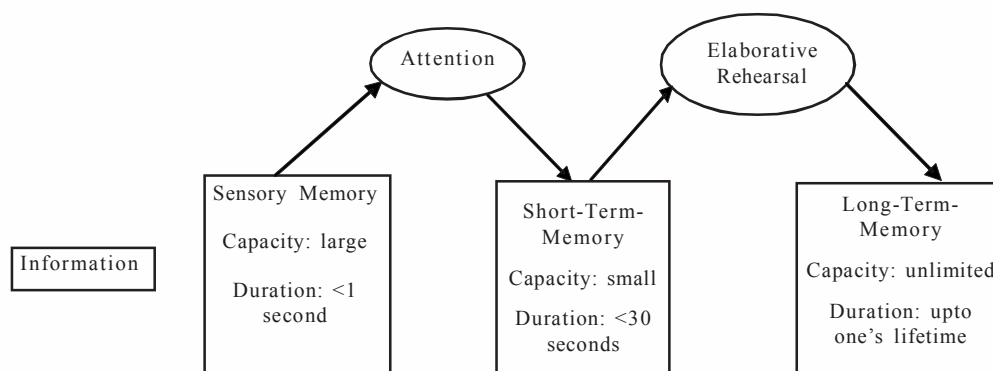 Attention
Elaborative
Rehearsal
Information
Sensory Memory
Capacity: large
Duration: <1
second
Short-Term-
Memory
Capacity: small
Duration: <30
seconds
Long-Term-
Memory
Capacity: unlimited
Duration: upto
one's lifetime